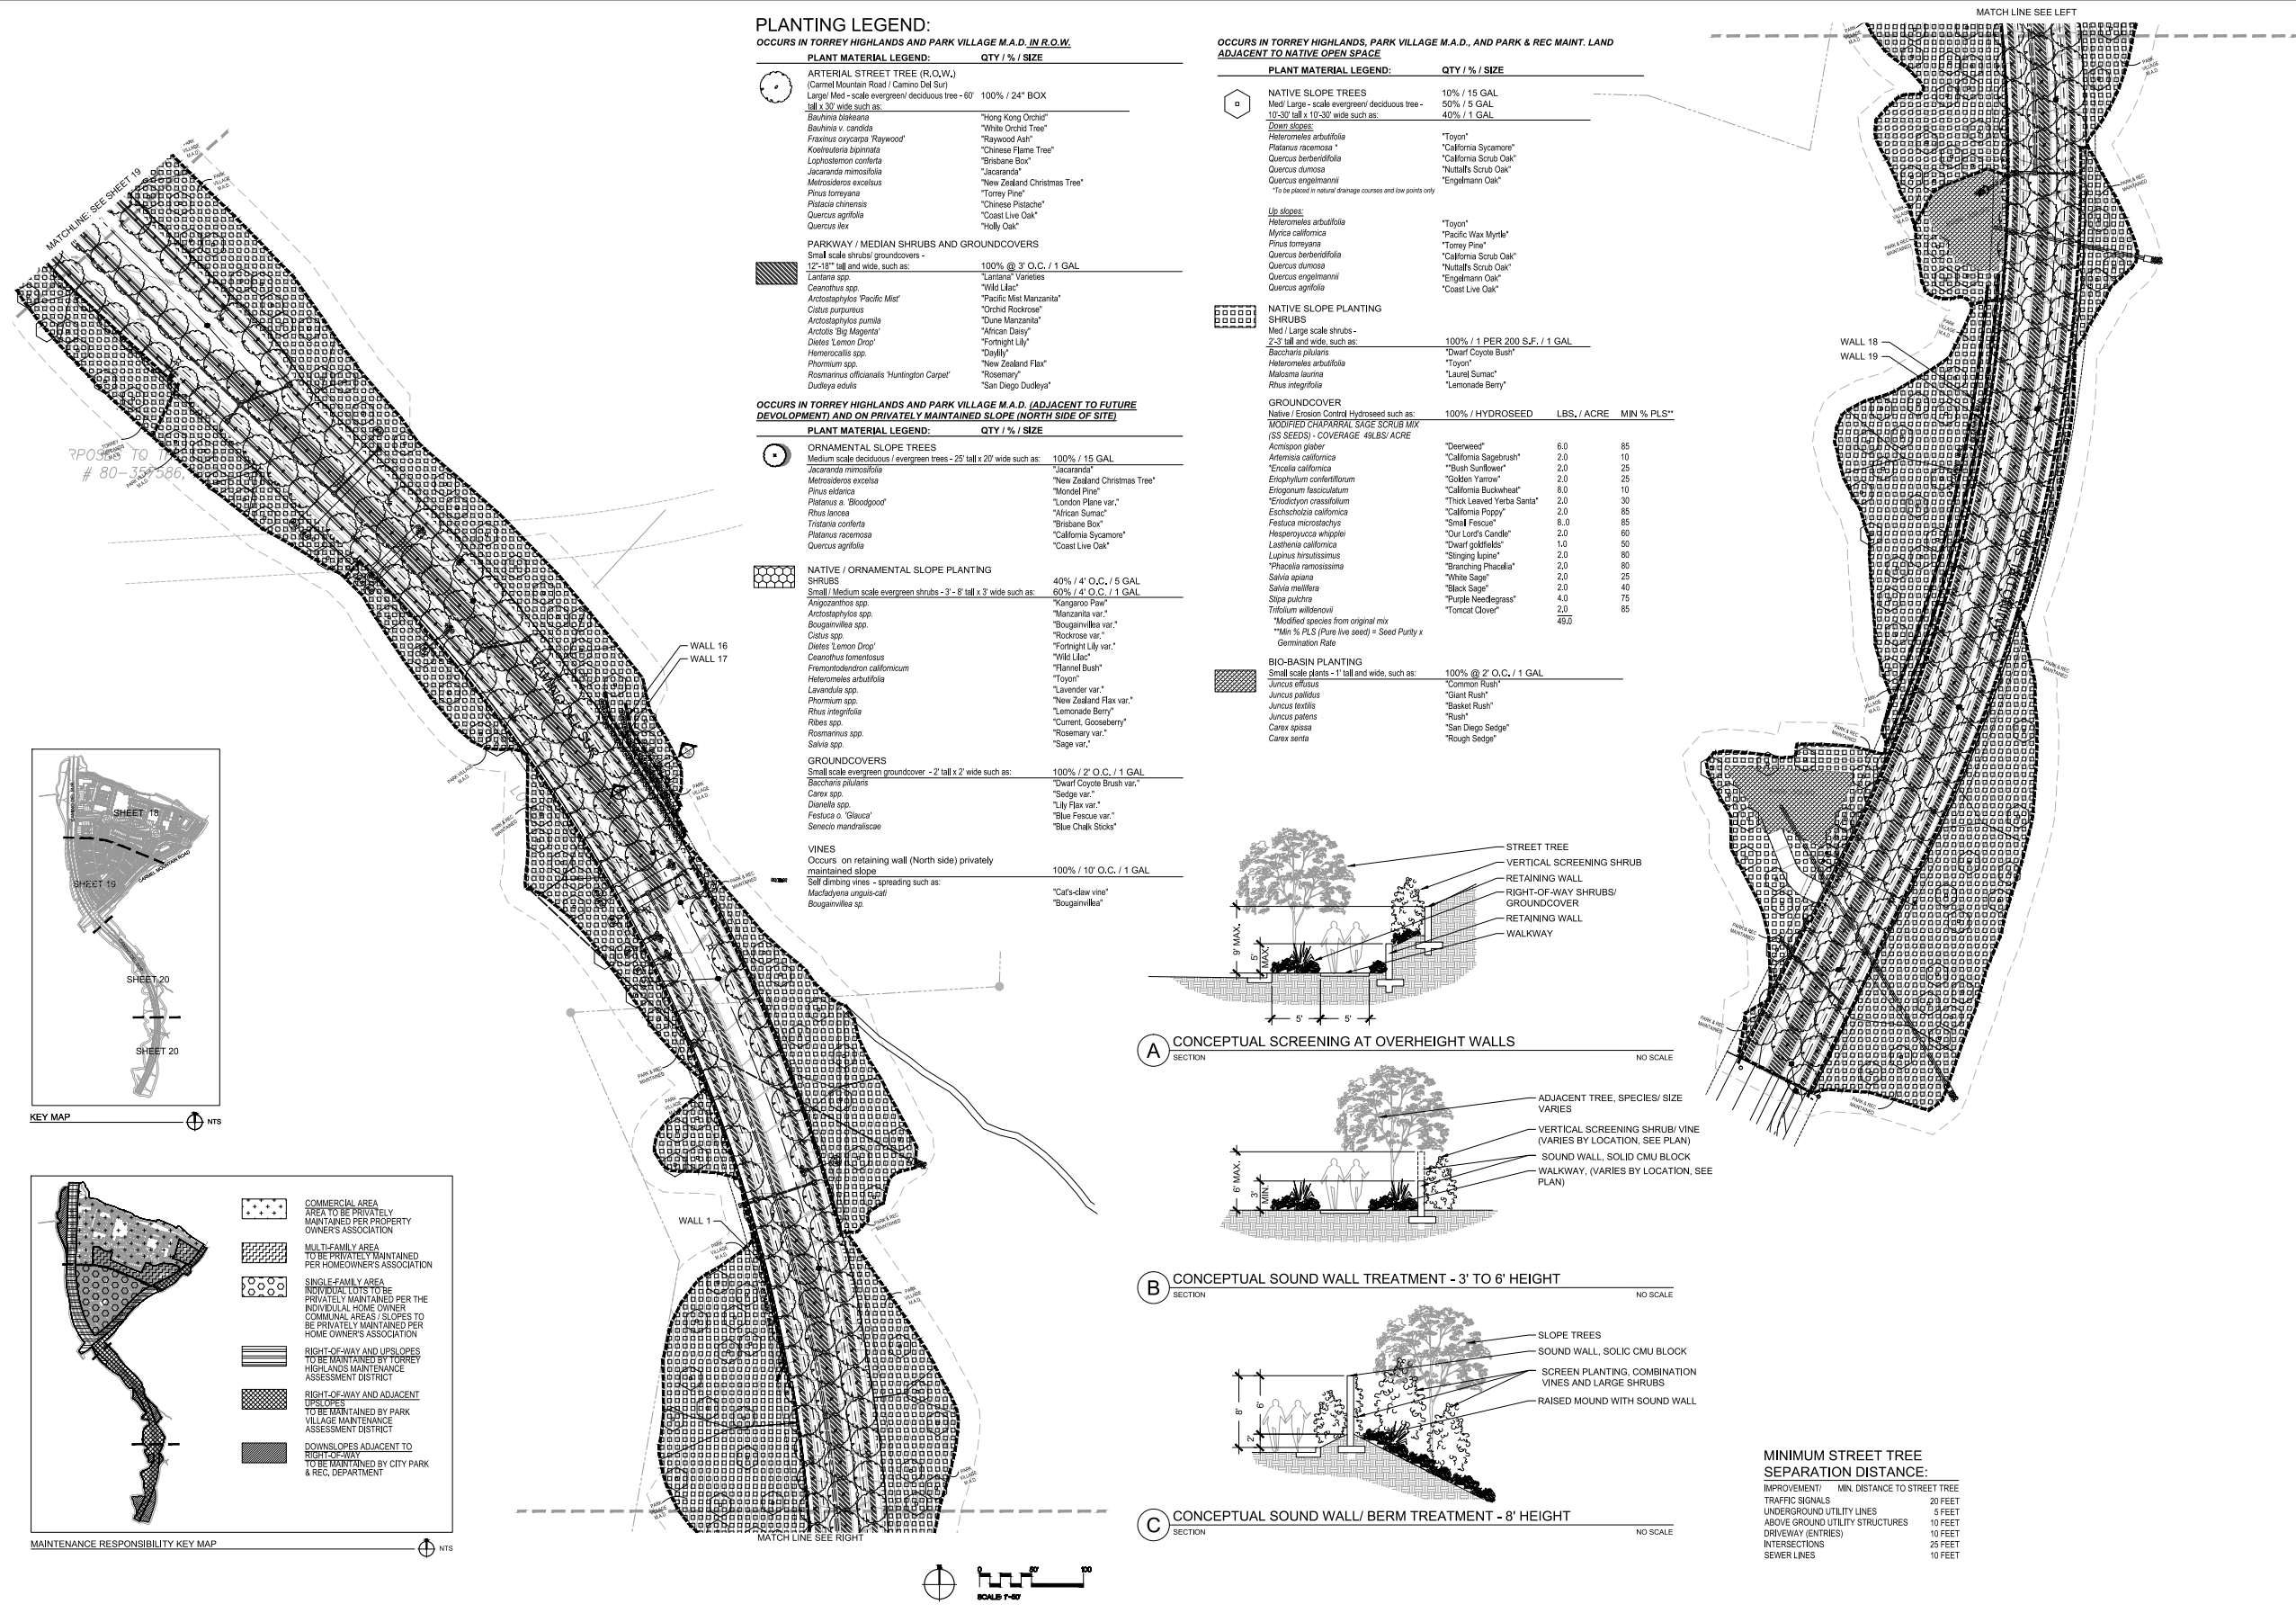 PLANTING LEGEND:
OCCURS IN TORREY HIGHLANDS AND PARK VILLAGE M.A.D. IN R.O.W.
PLANT MATERIAL LEGEND: QTY / % / SIZE
ARTERIAL STREET TREE (R.O.W.)
(Carmel Mountain Road / Camino Del Sur)
Large/ Med - scale evergreen/ deciduous tree - 60' 100% / 24" BOX
tall x 30' wide such as:
Bauhinia blakeana "Hong Kong Orchid"
Bauhinia v. candida "White Orchid Tree"
Fraxinus oxycarpa 'Raywood' "Raywood Ash"
Koelreuteria bipinnata "Chinese Flame Tree"
Lophostemon conferta "Brisbane Box"
Jacaranda mimosifolia "Jacaranda"
Metrosideros excelsus "New Zealand Christmas Tree"
Pinus torreyana "Torrey Pine"
Pistacia chinensis "Chinese Pistache"
Quercus agrifolia "Coast Live Oak"
Quercus ilex "Holly Oak"
PARKWAY / MEDIAN SHRUBS AND GROUNDCOVERS
Small scale shrubs/ groundcovers -
12"-18"" tall and wide, such as: 100% @ 3' O.C. / 1 GAL
Lantana spp. "Lantana" Varieties
Ceanothus spp. "Wild Lilac"
Arctostaphylos 'Pacific Mist' "Pacific Mist Manzanita"
Cistus purpureus "Orchid Rockrose"
Arctostaphylos pumila "Dune Manzanita"
Arctotis 'Big Magenta' "African Daisy"
Dietes 'Lemon Drop' "Fortnight Lily"
Hemerocallis spp. "Daylily"
Phormium spp. "New Zealand Flax"
Rosmarinus officianalis 'Huntington Carpet' "Rosemary"
Dudleya edulis "San Diego Dudleya"
OCCURS IN TORREY HIGHLANDS AND PARK VILLAGE M.A.D. (ADJACENT TO FUTURE
DEVOLOPMENT) AND ON PRIVATELY MAINTAINED SLOPE (NORTH SIDE OF SITE)
PLANT MATERIAL LEGEND: QTY / % / SIZE
ORNAMENTAL SLOPE TREES
Medium scale deciduous / evergreen trees - 25' tall x 20' wide such as: 100% / 15 GAL
Jacaranda mimosifolia "Jacaranda"
Metrosideros excelsa "New Zealand Christmas Tree"
Pinus eldarica "Mondel Pine"
Platanus a. 'Bloodgood' "London Plane var."
Rhus lancea "African Sumac"
Tristania conferta "Brisbane Box"
Platanus racemosa "California Sycamore"
Quercus agrifolia "Coast Live Oak"
NATIVE / ORNAMENTAL SLOPE PLANTING
SHRUBS 40% / 4' O.C. / 5 GAL
Small / Medium scale evergreen shrubs - 3' - 8' tall x 3' wide such as: 60% / 4' O.C. / 1 GAL
Anigozanthos spp. "Kangaroo Paw"
Arctostaphylos spp. "Manzanita var."
Bougainvillea spp. "Bougainvillea var."
Cistus spp. "Rockrose var."
Dietes 'Lemon Drop' "Fortnight Lily var."
Ceanothus tomentosus "Wild Lilac"
Fremontodendron californicum "Flannel Bush"
Heteromeles arbutifolia "Toyon"
Lavandula spp. "Lavender var."
Phormium spp. "New Zealand Flax var."
Rhus integrifolia "Lemonade Berry"
Ribes spp. "Current, Gooseberry"
Rosmarinus spp. "Rosemary var."
Salvia spp. "Sage var."
GROUNDCOVERS
Small scale evergreen groundcover - 2' tall x 2' wide such as: 100% / 2' O.C. / 1 GAL
Baccharis pilularis "Dwarf Coyote Brush var."
Carex spp. "Sedge var."
Dianella spp. "Lily Flax var."
Festuca o. 'Glauca' "Blue Fescue var."
Senecio mandraliscae "Blue Chalk Sticks"
VINES
Occurs on retaining wall (North side) privately
maintained slope 100% / 10' O.C. / 1 GAL
Self climbing vines - spreading such as:
Macfadyena unguis-cati "Cat's-claw vine"
Bougainvillea sp. "Bougainvillea"
OCCURS IN TORREY HIGHLANDS, PARK VILLAGE M.A.D., AND PARK & REC MAINT. LAND
ADJACENT TO NATIVE OPEN SPACE
PLANT MATERIAL LEGEND: QTY / % / SIZE
NATIVE SLOPE TREES 10% / 15 GAL
Med/ Large - scale evergreen/ deciduous tree - 50% / 5 GAL
10'-30' tall x 10'-30' wide such as: 40% / 1 GAL
Down slopes:
Heteromeles arbutifolia "Toyon"
Platanus racemosa * "California Sycamore"
Quercus berberidifolia "California Scrub Oak"
Quercus dumosa "Nuttall's Scrub Oak"
Quercus engelmannii "Engelmann Oak"
*To be placed in natural drainage courses and low points only
Up slopes:
Heteromeles arbutifolia "Toyon"
Myrica californica "Pacific Wax Myrtle"
Pinus torreyana "Torrey Pine"
Quercus berberidifolia "California Scrub Oak"
Quercus dumosa "Nuttall's Scrub Oak"
Quercus engelmannii "Engelmann Oak"
Quercus agrifolia "Coast Live Oak"
NATIVE SLOPE PLANTING
SHRUBS
Med / Large scale shrubs -
2'-3' tall and wide, such as: 100% / 1 PER 200 S.F. / 1 GAL
Baccharis pilularis "Dwarf Coyote Bush"
Heteromeles arbutifolia "Toyon"
Malosma laurina "Laurel Sumac"
Rhus integrifolia "Lemonade Berry"
GROUNDCOVER
Native / Erosion Control Hydroseed such as: 100% / HYDROSEED LBS. / ACRE MIN % PLS**
MODIFIED CHAPARRAL SAGE SCRUB MIX
(SS SEEDS) - COVERAGE 49LBS/ ACRE
Acmispon glaber "Deerweed" 6.0 85
Artemisia californica "California Sagebrush" 2.0 10
*Encelia californica "*Bush Sunflower" 2.0 25
Eriophyllum confertiflorum "Golden Yarrow" 2.0 25
Eriogonum fasciculatum "California Buckwheat" 8.0 10
*Eriodictyon crassifolium "Thick Leaved Yerba Santa" 2.0 30
Eschscholzia californica "California Poppy" 2.0 85
Festuca microstachys "Small Fescue" 8..0 85
Hesperoyucca whipplei "Our Lord's Candle" 2.0 60
Lasthenia californica "Dwarf goldfields" 1.0 50
Lupinus hirsutissimus "Stinging lupine" 2.0 80
*Phacelia ramosissima "Branching Phacelia" 2.0 80
Salvia apiana "White Sage" 2.0 25
Salvia mellifera "Black Sage" 2.0 40
Stipa pulchra "Purple Needlegrass" 4.0 75
Trifolium willdenovii "Tomcat Clover" 2.0 85
*Modified species from original mix 49.0
**Min % PLS (Pure live seed) = Seed Purity x
Germination Rate
BIO-BASIN PLANTING
Small scale plants - 1' tall and wide, such as: 100% @ 2' O.C. / 1 GAL
Juncus effusus "Common Rush"
Juncus pallidus "Giant Rush"
Juncus textilis "Basket Rush"
Juncus patens "Rush"
Carex spissa "San Diego Sedge"
Carex senta "Rough Sedge"
MATCH LINE SEE LEFT
MATCHLINE: SEE SHEET 19
WALL 18
WALL 19
WALL 16
WALL 17
WALL 1
MATCH LINE SEE RIGHT
SHEET 18
SHEET 19
CARMEL MOUNTAIN ROAD
SHEET 20
SHEET 20
KEY MAP
NTS
COMMERCIAL AREA
AREA TO BE PRIVATELY
MAINTAINED PER PROPERTY
OWNER'S ASSOCIATION
MULTI-FAMILY AREA
TO BE PRIVATELY MAINTAINED
PER HOMEOWNER'S ASSOCIATION
SINGLE-FAMILY AREA
INDIVIDUAL LOTS TO BE
PRIVATELY MAINTAINED PER THE
INDIVIDULAL HOME OWNER
COMMUNAL AREAS / SLOPES TO
BE PRIVATELY MAINTAINED PER
HOME OWNER'S ASSOCIATION
RIGHT-OF-WAY AND UPSLOPES
TO BE MAINTAINED BY TORREY
HIGHLANDS MAINTENANCE
ASSESSMENT DISTRICT
RIGHT-OF-WAY AND ADJACENT
UPSLOPES
TO BE MAINTAINED BY PARK
VILLAGE MAINTENANCE
ASSESSMENT DISTRICT
DOWNSLOPES ADJACENT TO
RIGHT-OF-WAY
TO BE MAINTAINED BY CITY PARK
& REC. DEPARTMENT
MAINTENANCE RESPONSIBILITY KEY MAP
NTS
STREET TREE
VERTICAL SCREENING SHRUB
RETAINING WALL
RIGHT-OF-WAY SHRUBS/
GROUNDCOVER
RETAINING WALL
WALKWAY
9' MAX.
5' MAX.
5' 5'
A CONCEPTUAL SCREENING AT OVERHEIGHT WALLS
SECTION NO SCALE
ADJACENT TREE, SPECIES/ SIZE
VARIES
VERTICAL SCREENING SHRUB/ VINE
(VARIES BY LOCATION, SEE PLAN)
SOUND WALL, SOLID CMU BLOCK
WALKWAY, (VARIES BY LOCATION, SEE
PLAN)
6' MAX.
3' MIN.
B CONCEPTUAL SOUND WALL TREATMENT - 3' TO 6' HEIGHT
SECTION NO SCALE
SLOPE TREES
SOUND WALL, SOLIC CMU BLOCK
SCREEN PLANTING, COMBINATION
VINES AND LARGE SHRUBS
RAISED MOUND WITH SOUND WALL
8'
6'
2'
C CONCEPTUAL SOUND WALL/ BERM TREATMENT - 8' HEIGHT
SECTION NO SCALE
MINIMUM STREET TREE
SEPARATION DISTANCE:
IMPROVEMENT/ MIN. DISTANCE TO STREET TREE
TRAFFIC SIGNALS 20 FEET
UNDERGROUND UTILITY LINES 5 FEET
ABOVE GROUND UTILITY STRUCTURES 10 FEET
DRIVEWAY (ENTRIES) 10 FEET
INTERSECTIONS 25 FEET
SEWER LINES 10 FEET
0 50' 100
SCALE: 1"=50'